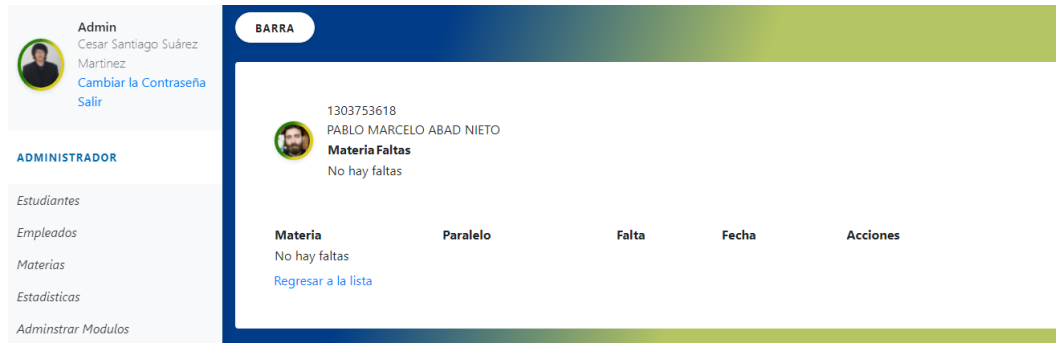 Admin
Cesar Santiago Suárez
Martinez
Cambiar la Contraseña
Salir
ADMINISTRADOR
Estudiantes
Empleados
Materias
Estadisticas
Adminstrar Modulos
BARRA
1303753618
PABLO MARCELO ABAD NIETO
Materia Faltas
No hay faltas
Materia Paralelo Falta Fecha Acciones
No hay faltas
Regresar a la lista